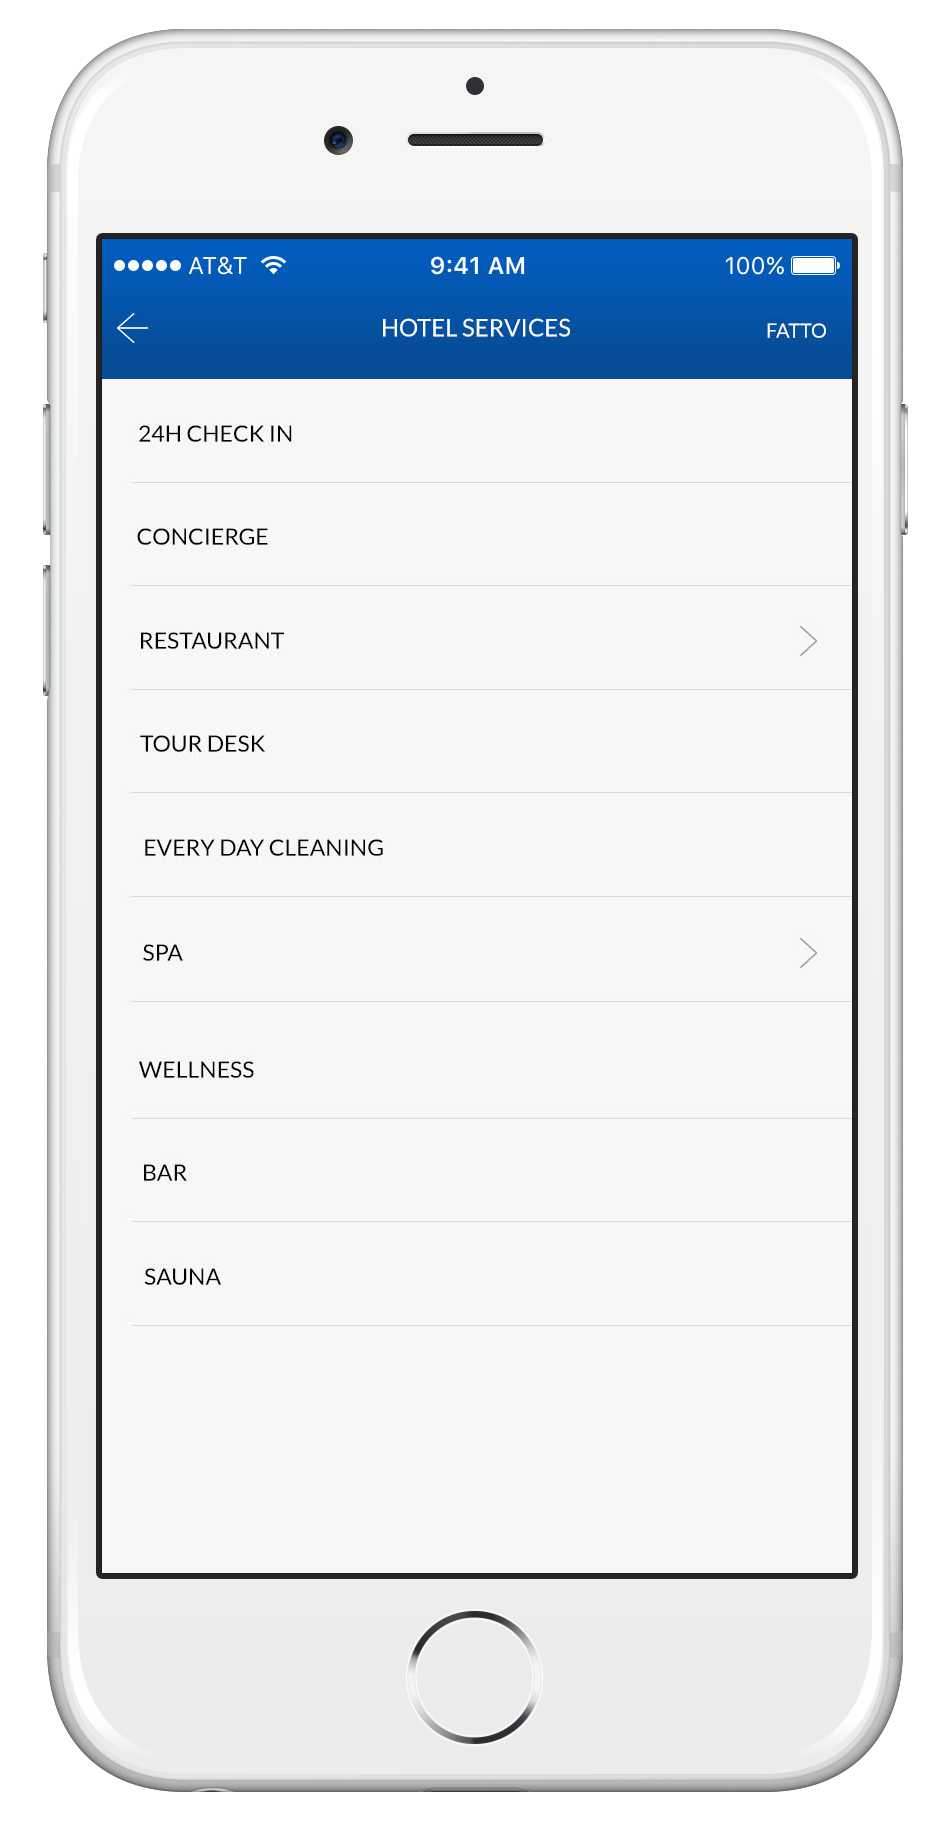 AT&T 9:41 AM 100%
HOTEL SERVICES FATTO
24H CHECK IN
CONCIERGE
RESTAURANT
TOUR DESK
EVERY DAY CLEANING
SPA
WELLNESS
BAR
SAUNA